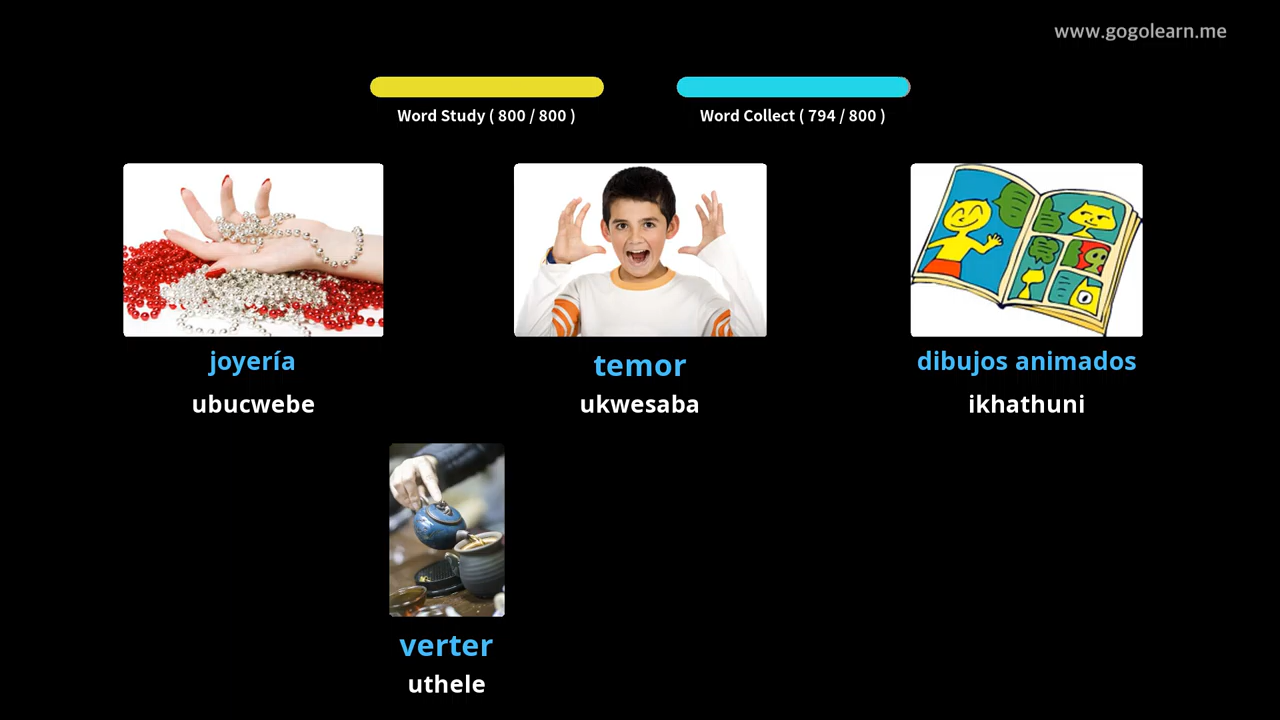 www.gogolearn.me
Word Study ( 800 / 800 )
Word Collect ( 794 / 800 )
joyería
temor
dibujos animados
ubucwebe
ukwesaba
ikhathuni
verter
uthele